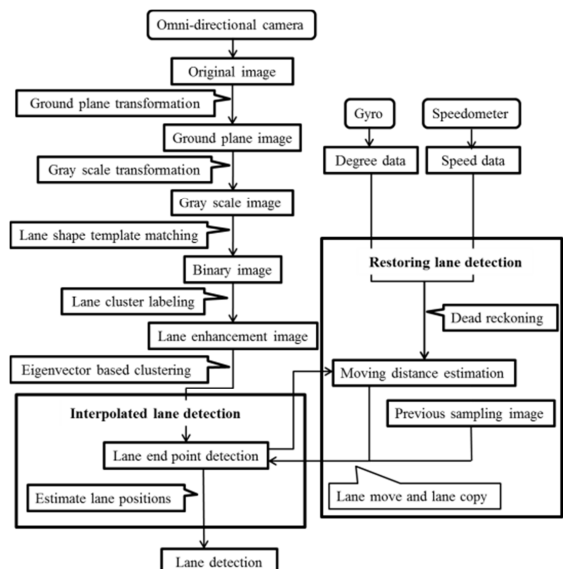 Omni-directional camera
Original image
Ground plane transformation
Ground plane image
Gray scale transformation
Gray scale image
Lane shape template matching
Binary image
Lane cluster labeling
Lane enhancement image
Eigenvector based clustering
Interpolated lane detection
Lane end point detection
Estimate lane positions
Lane detection
Gyro
Speedometer
Degree data
Speed data
Restoring lane detection
Dead reckoning
Moving distance estimation
Previous sampling image
Lane move and lane copy